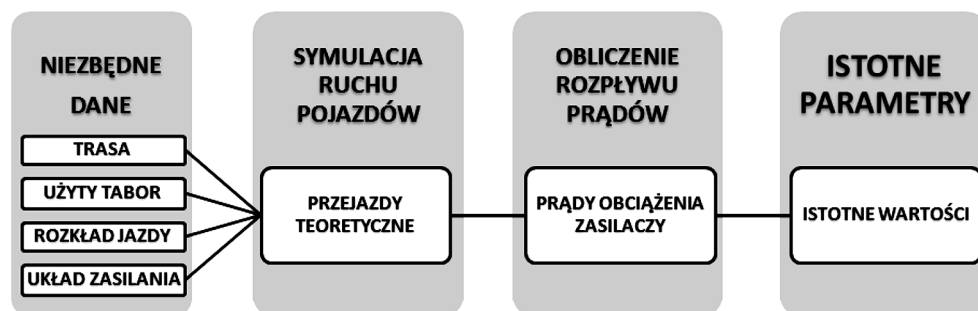 NIEZBĘDNE
DANE
TRASA
UŻYTY TABOR
ROZKŁAD JAZDY
UKŁAD ZASILANIA
SYMULACJA
RUCHU
POJAZDÓW
PRZEJAZDY
TEORETYCZNE
OBLICZENIE
ROZPŁYWU
PRĄDÓW
PRĄDY OBCIĄŻENIA
ZASILACZY
ISTOTNE
PARAMETRY
ISTOTNE WARTOŚCI